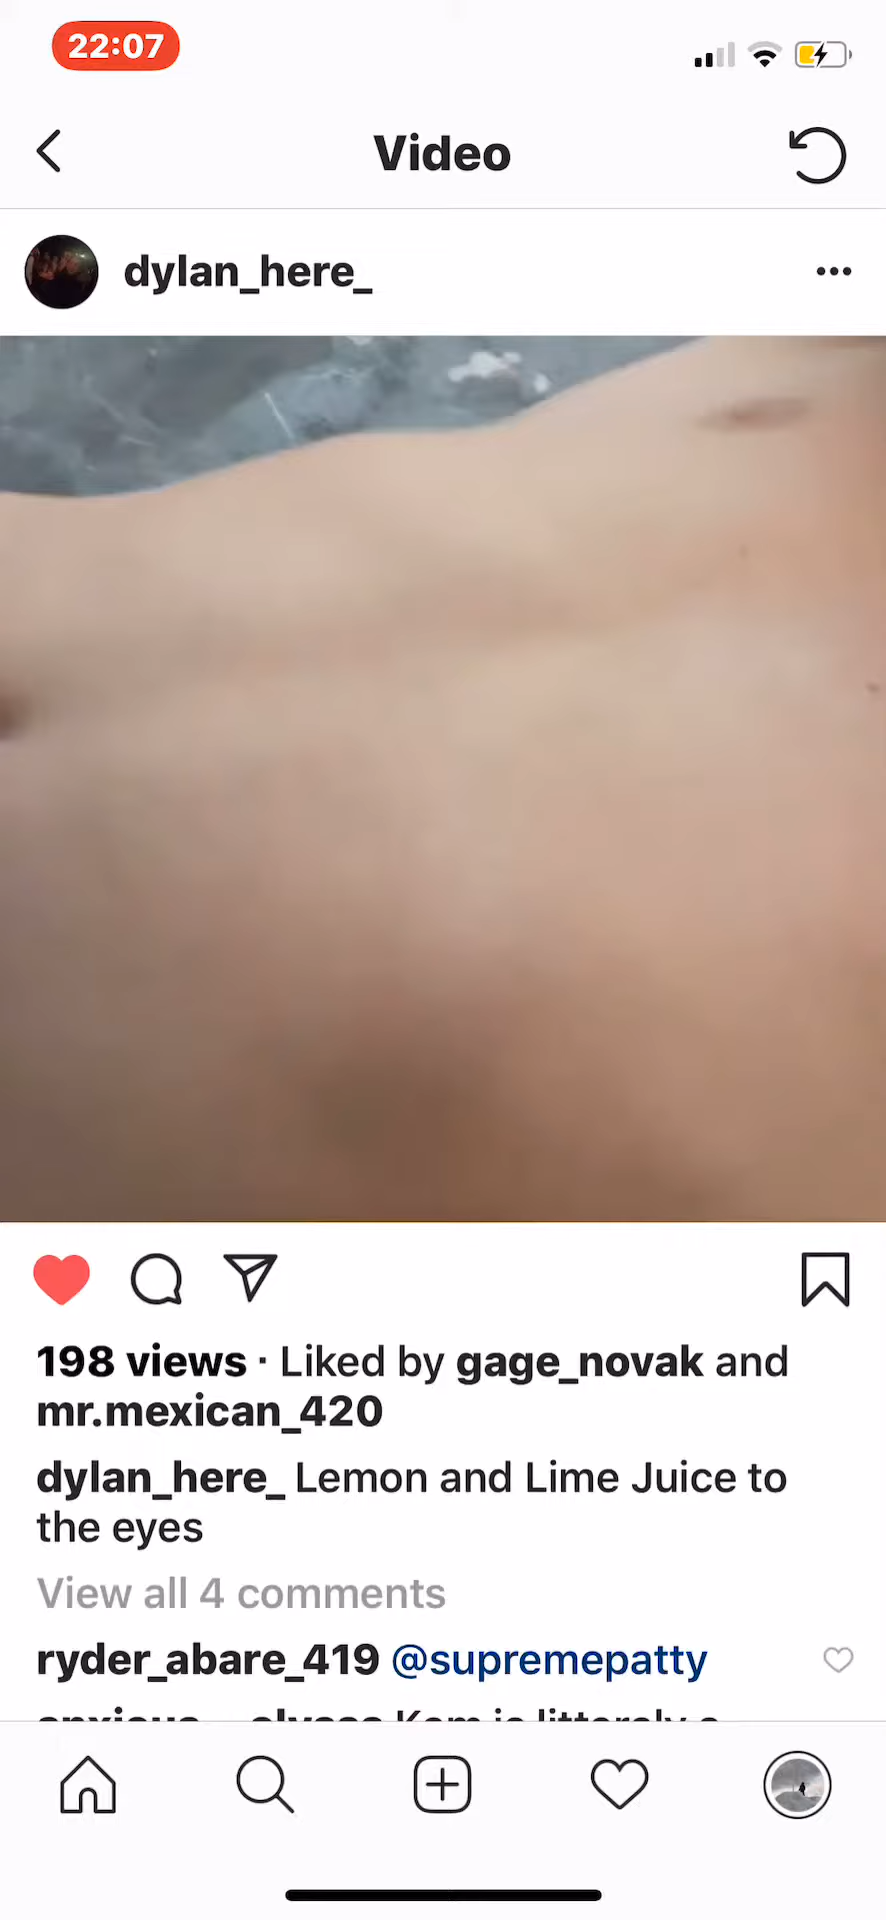 22:07
Video
dylan_here_
198 views · Liked by gage_novak and
mr.mexican_420
dylan_here_ Lemon and Lime Juice to
the eyes
View all 4 comments
ryder_abare_419 @supremepatty